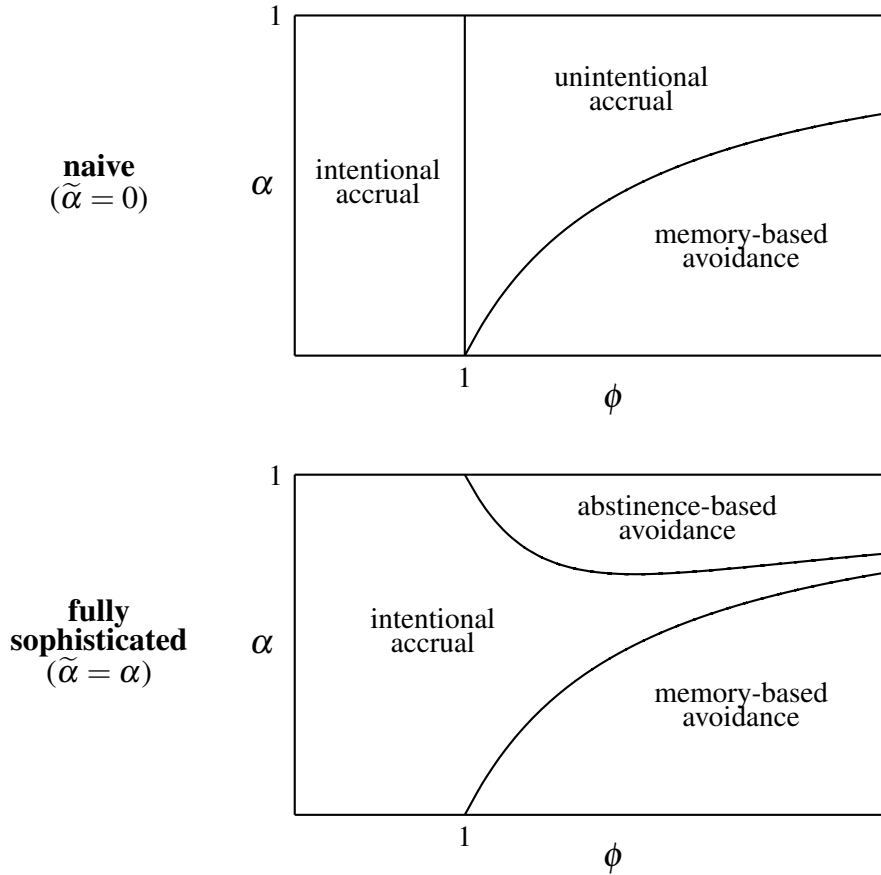 1
unintentional
accrual
naive
(α̃ = 0)
α
intentional
accrual
memory-based
avoidance
1
ϕ
1
abstinence-based
avoidance
fully
sophisticated
(α̃ = α)
α
intentional
accrual
memory-based
avoidance
1
ϕ